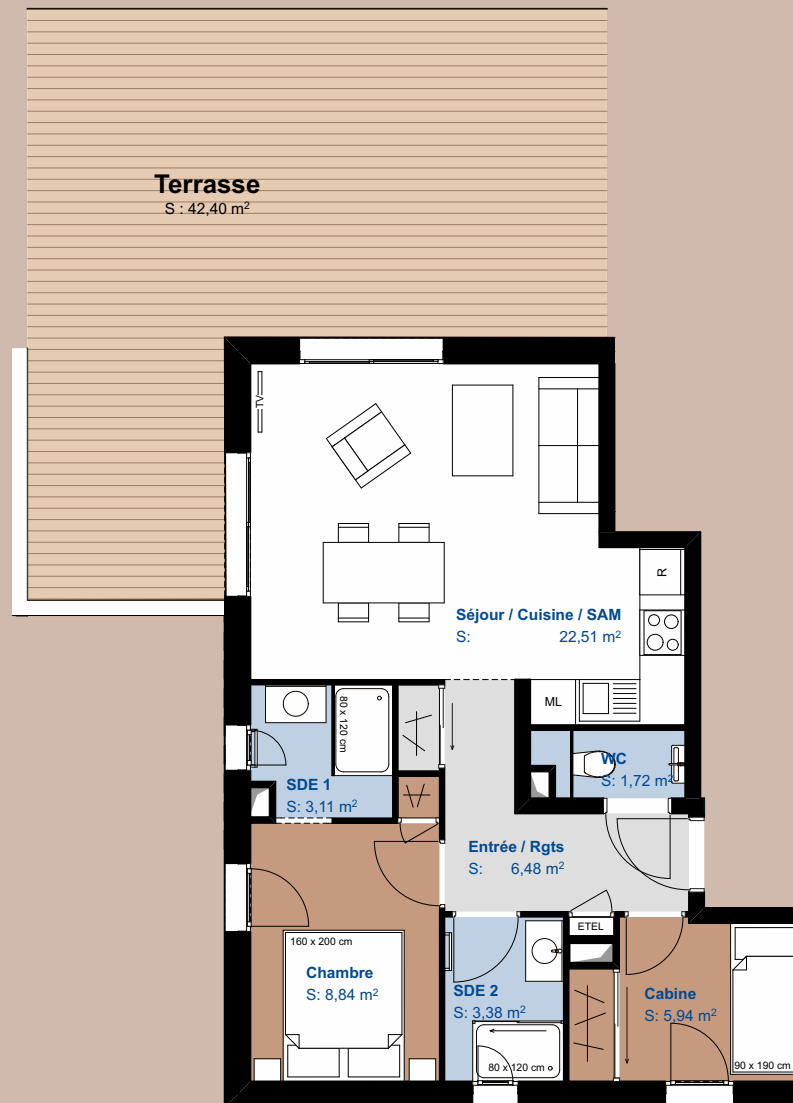 Terrasse
S : 42,40 m²
TV
R
Séjour / Cuisine / SAM
S: 22,51 m²
ML
80 x 120 cm
WC
S: 1,72 m²
SDE 1
S: 3,11 m²
Entrée / Rgts
S: 6,48 m²
ETEL
160 x 200 cm
Chambre
S: 8,84 m²
SDE 2
S: 3,38 m²
Cabine
S: 5,94 m²
80 x 120 cm
90 x 190 cm